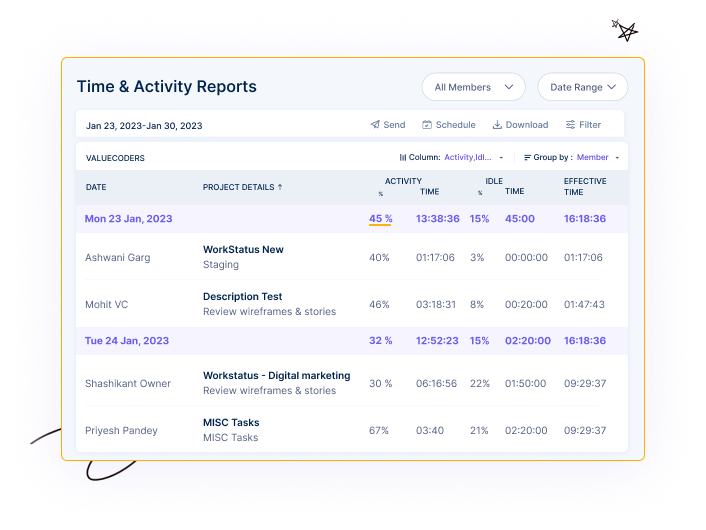 Time & Activity Reports
All Members
Date Range
Jan 23, 2023-Jan 30, 2023
Send
Schedule
Download
Filter
VALUECODERS
Column: Activity,Idl...
Group by : Member
DATE
PROJECT DETAILS ↑
ACTIVITY
% TIME
IDLE
% TIME
EFFECTIVE
TIME
Mon 23 Jan, 2023 45 % 13:38:36 15% 45:00 16:18:36
Ashwani Garg
WorkStatus New
Staging
40% 01:17:06 3% 00:00:00 01:17:06
Mohit VC
Description Test
Review wireframes & stories
46% 03:18:31 8% 00:20:00 01:47:43
Tue 24 Jan, 2023 32 % 12:52:23 15% 02:20:00 16:18:36
Shashikant Owner
Workstatus - Digital marketing
Review wireframes & stories
30 % 06:16:56 22% 01:50:00 09:29:37
Priyesh Pandey
MISC Tasks
MISC Tasks
67% 03:40 21% 02:20:00 09:29:37